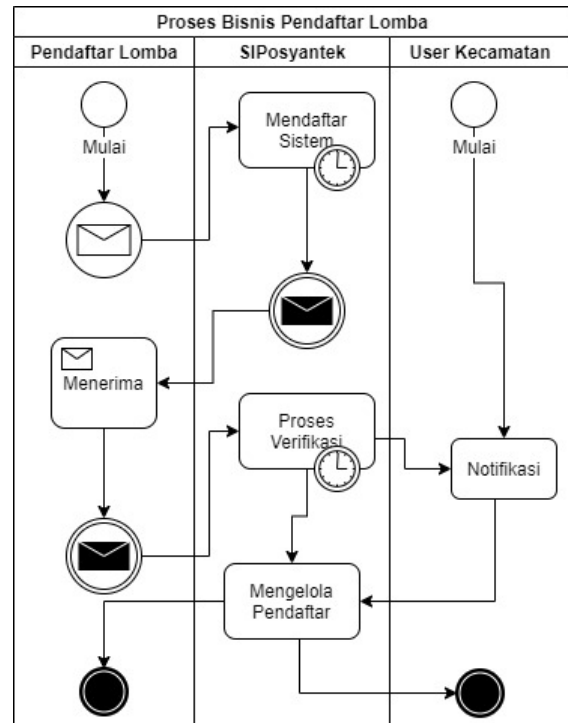 Proses Bisnis Pendaftar Lomba
Pendaftar Lomba
SIPosyantek
User Kecamatan
Mulai
Mendaftar
Sistem
Mulai
Menerima
Proses
Verifikasi
Notifikasi
Mengelola
Pendaftar